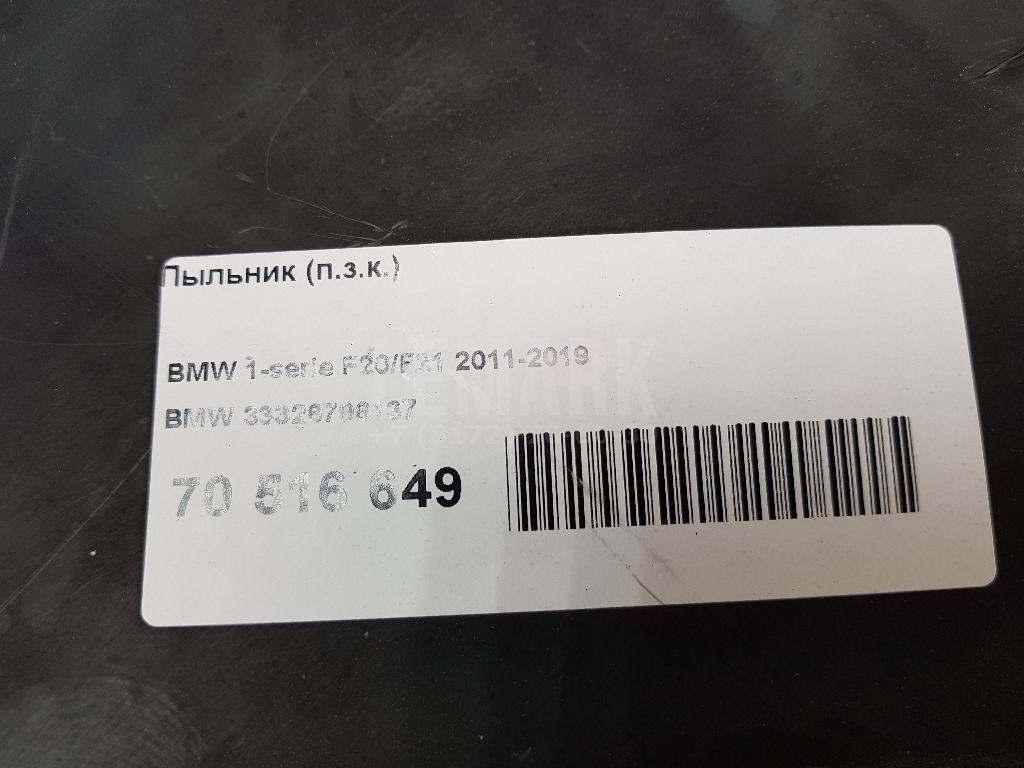 Пыльник (п.з.к.)
BMW 1-serie F20/F21 2011-2019
BMW 33326798137
70 516 649